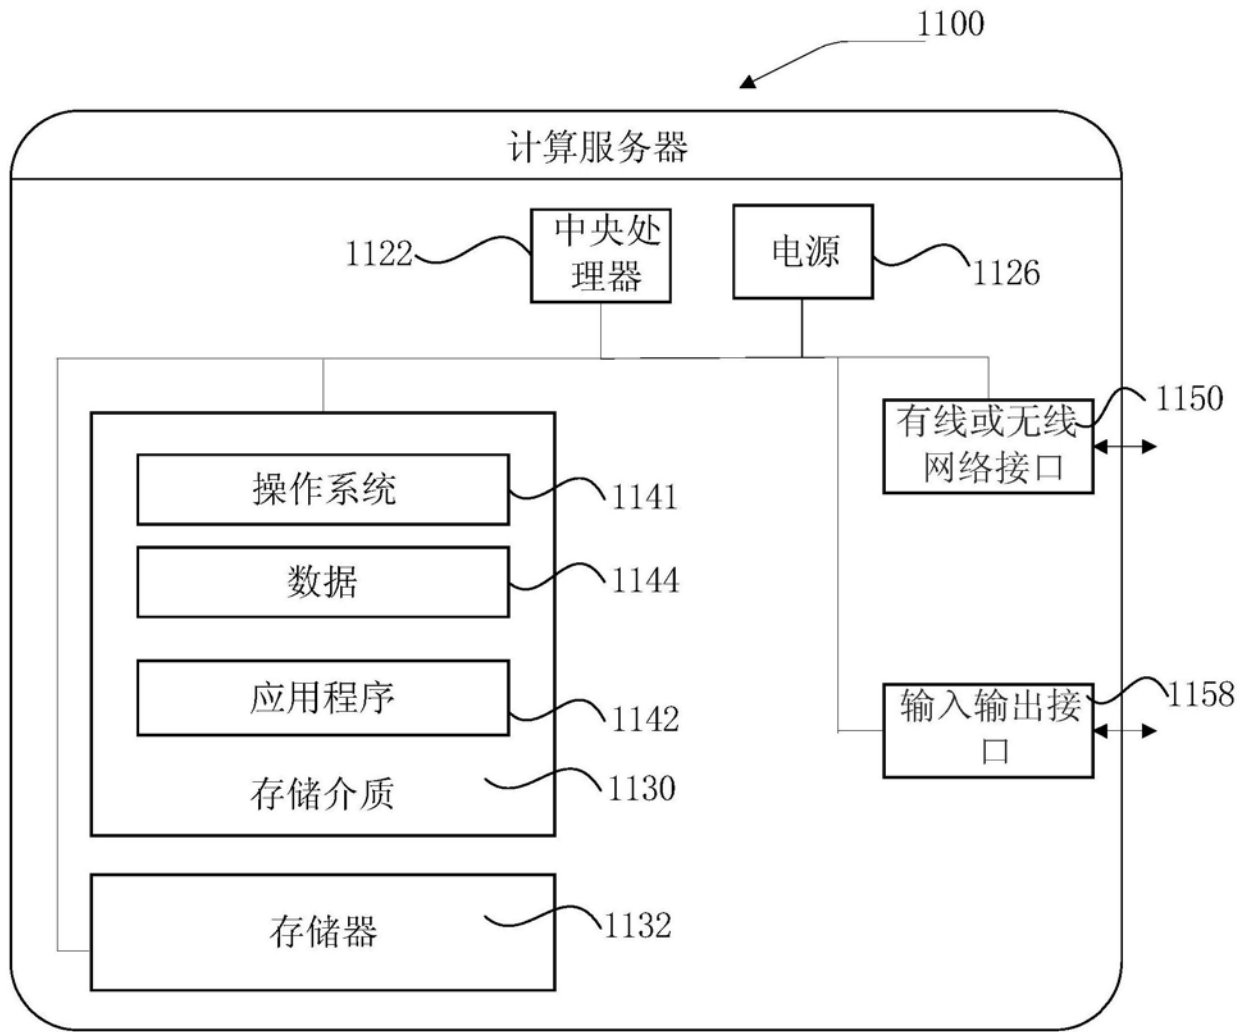 1100
计算服务器
1122
中央处
理器
电源
1126
有线或无线
网络接口
1150
操作系统
1141
数据
1144
应用程序
1142
存储介质
1130
输入输出接
口
1158
存储器
1132